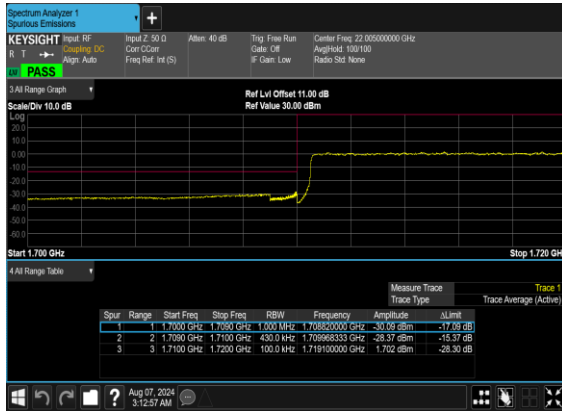 Spectrum Analyzer 1
Spurious Emissions
KEYSIGHT Input: RF Input Z: 50 Ω Atten: 40 dB Trig: Free Run Center Freq: 22.005000000 GHz
R T Coupling: DC Corr CCorr Gate: Off Avg|Hold: 100/100
Align: Auto Freq Ref: Int (S) IF Gain: Low Radio Std: None
PASS
3 All Range Graph
Ref Lvl Offset 11.00 dB
Scale/Div 10.0 dB Ref Value 30.00 dBm
Log
20.0
10.0
0.00
-10.0
-20.0
-30.0
-40.0
-50.0
-60.0
Start 1.700 GHz Stop 1.720 GH
4 All Range Table
Measure Trace Trace 1
Trace Type Trace Average (Active)
Spur Range Start Freq Stop Freq RBW Frequency Amplitude ΔLimit
1 1 1.7000 GHz 1.7090 GHz 1.000 MHz 1.708820000 GHz -30.09 dBm -17.09 dB
2 2 1.7090 GHz 1.7100 GHz 430.0 kHz 1.709968333 GHz -28.37 dBm -15.37 dB
3 3 1.7100 GHz 1.7200 GHz 100.0 kHz 1.719100000 GHz 1.702 dBm -28.30 dB
? Aug 07, 2024
3:12:57 AM